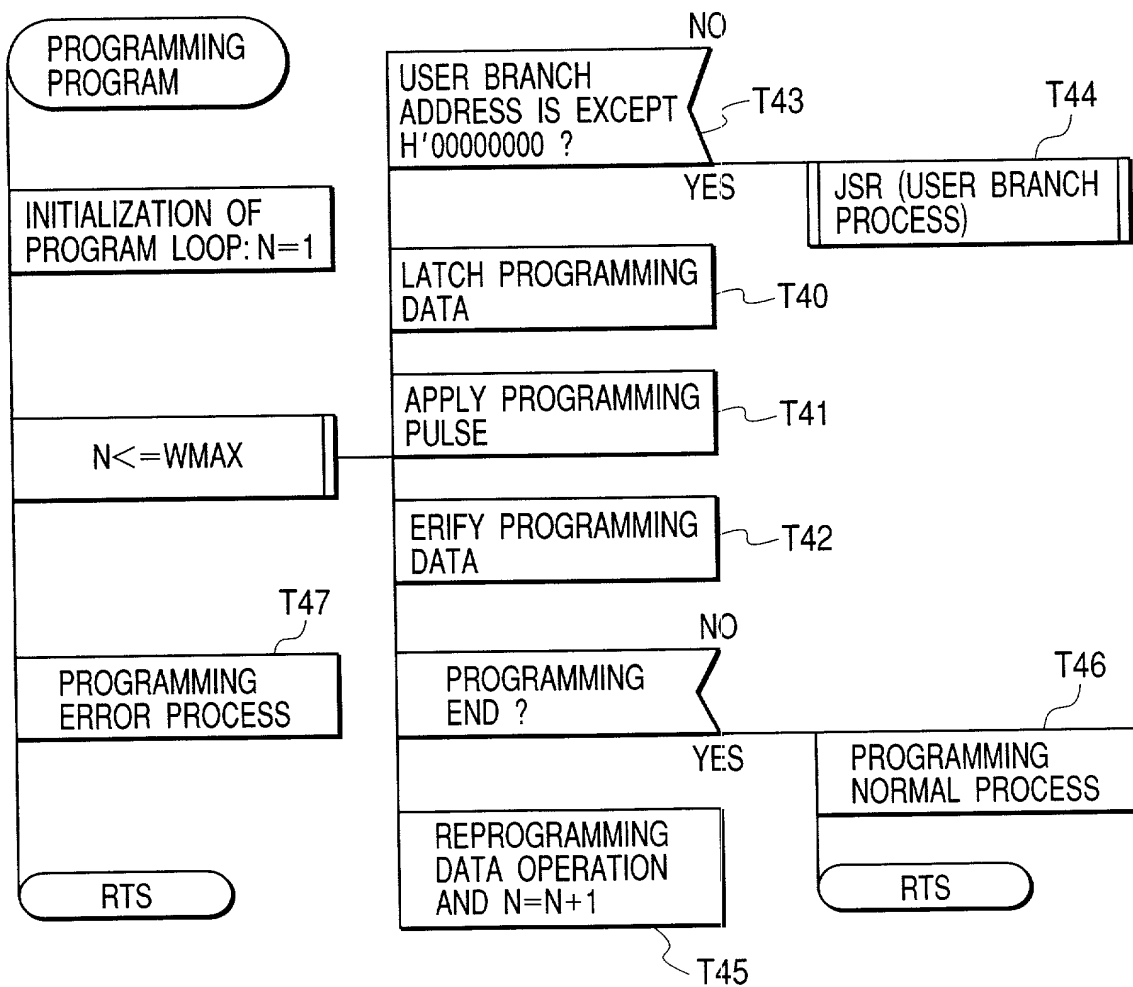 PROGRAMMING
PROGRAM
INITIALIZATION OF
PROGRAM LOOP: N=1
N<=WMAX
T47
PROGRAMMING
ERROR PROCESS
RTS
NO
USER BRANCH
ADDRESS IS EXCEPT
H'00000000 ?
T43
YES
T44
JSR (USER BRANCH
PROCESS)
LATCH PROGRAMMING
DATA
T40
APPLY PROGRAMMING
PULSE
T41
ERIFY PROGRAMMING
DATA
T42
NO
PROGRAMMING
END ?
YES
T46
PROGRAMMING
NORMAL PROCESS
RTS
REPROGRAMMING
DATA OPERATION
AND N=N+1
T45